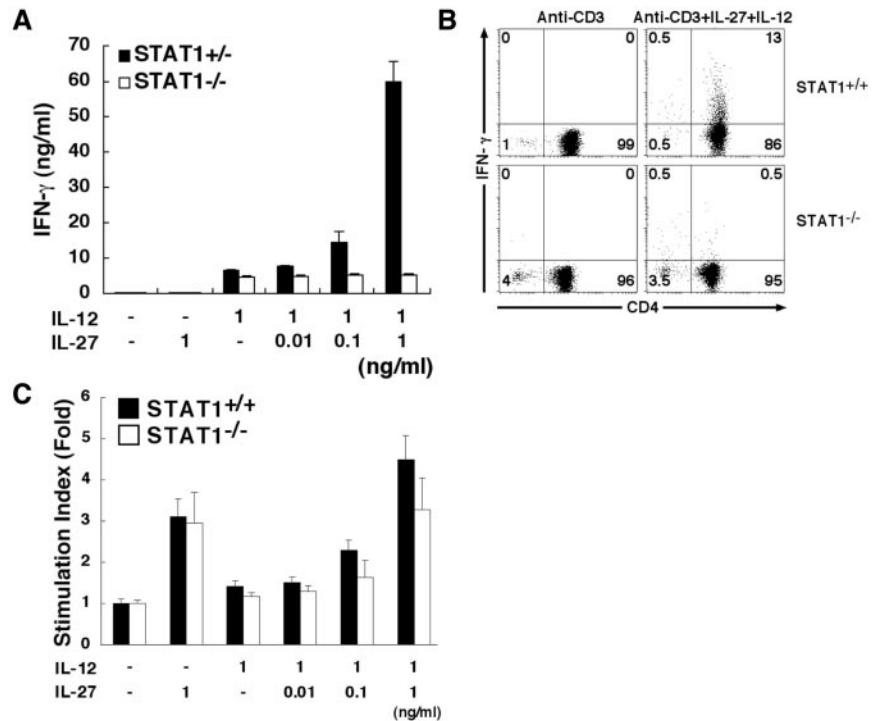 A
70
60
50
40
30
20
10
0
IFN-γ (ng/ml)
STAT1+/-
STAT1-/-
IL-12 - - 1 1 1 1
IL-27 - 1 - 0.01 0.1 1
(ng/ml)
B
Anti-CD3 Anti-CD3+IL-27+IL-12
0 0 0.5 13
STAT1+/+
1 99 0.5 86
IFN-γ
0 0 0.5 0.5
STAT1-/-
4 96 3.5 95
CD4
C
6
5
4
3
2
1
0
Stimulation Index (Fold)
STAT1+/+
STAT1-/-
IL-12 - - 1 1 1 1
IL-27 - 1 - 0.01 0.1 1
(ng/ml)